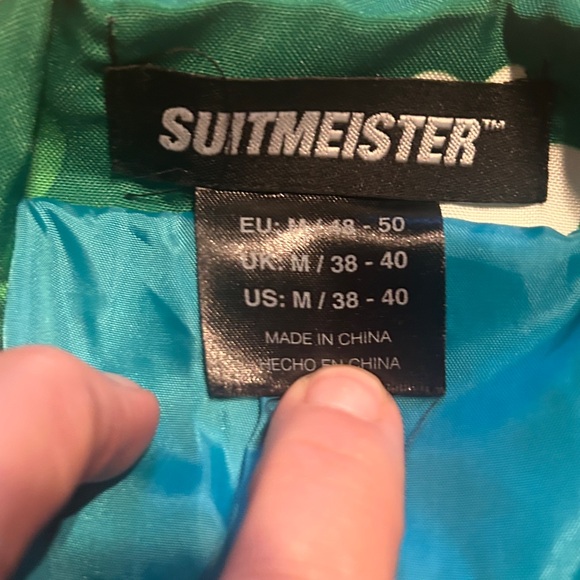 SUITMEISTER™
EU: M / 48 - 50
UK: M / 38 - 40
US: M / 38 - 40
MADE IN CHINA
HECHO EN CHINA